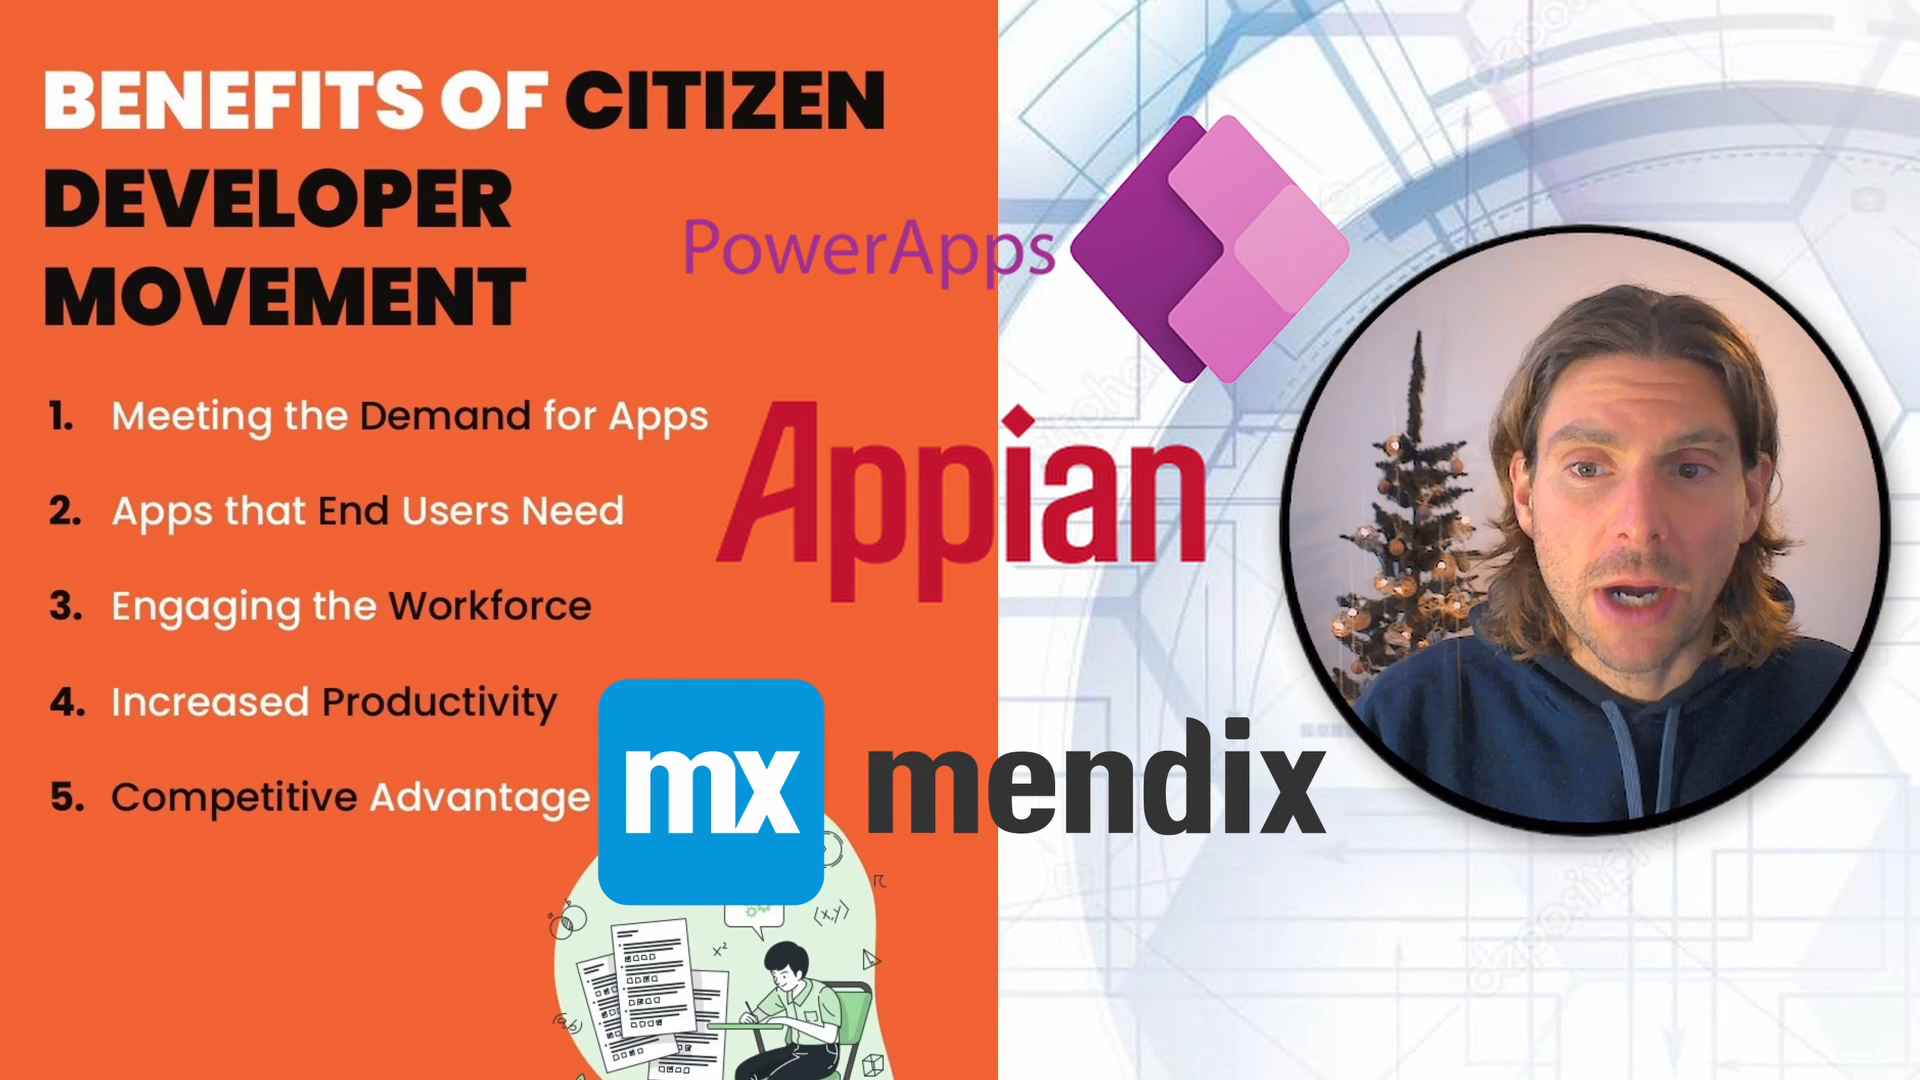 BENEFITS OF CITIZEN
DEVELOPER
MOVEMENT
PowerApps
1. Meeting the Demand for Apps
Appian
2. Apps that End Users Need
3. Engaging the Workforce
4. Increased Productivity
mx mendix
5. Competitive Advantage
(x,y)
x²
(a,b)